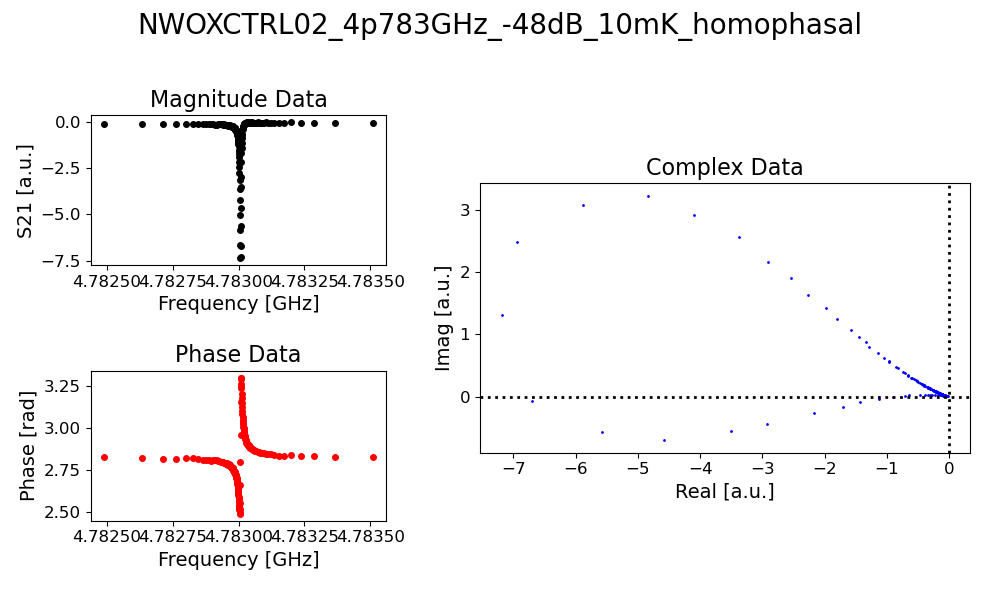 NWOXCTRL02_4p783GHz_-48dB_10mK_homophasal
Magnitude Data
0.0
−2.5
−5.0
−7.5
S21 [a.u.]
4.78250 4.78275 4.78300 4.78325 4.78350
Frequency [GHz]
Phase Data
3.25
3.00
2.75
2.50
Phase [rad]
4.78250 4.78275 4.78300 4.78325 4.78350
Frequency [GHz]
Complex Data
3
2
1
0
Imag [a.u.]
−7 −6 −5 −4 −3 −2 −1 0
Real [a.u.]